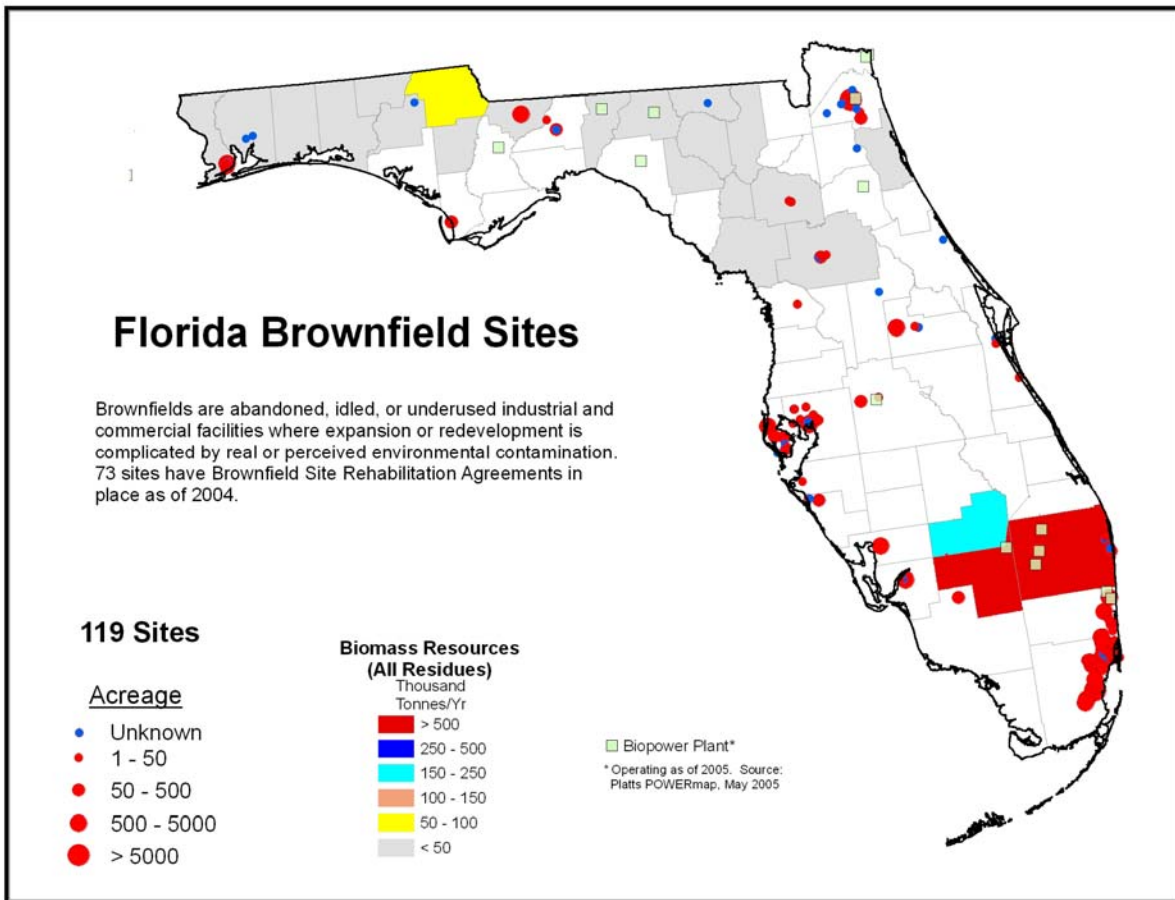 Florida Brownfield Sites
Brownfields are abandoned, idled, or underused industrial and
commercial facilities where expansion or redevelopment is
complicated by real or perceived environmental contamination.
73 sites have Brownfield Site Rehabilitation Agreements in
place as of 2004.
119 Sites
Acreage
Unknown
1 - 50
50 - 500
500 - 5000
> 5000
Biomass Resources
(All Residues)
Thousand
Tonnes/Yr
> 500
250 - 500
150 - 250
100 - 150
50 - 100
< 50
Biopower Plant*
* Operating as of 2005. Source:
Platts POWERmap, May 2005